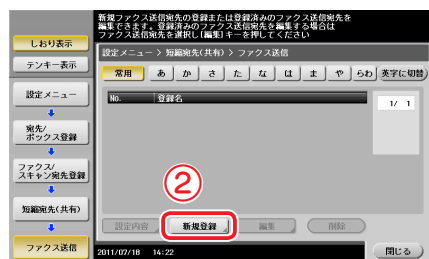 新規ファクス送信宛先の登録または登録済みのファクス送信宛先を
編集できます。登録済みのファクス送信宛先を編集する場合は
ファクス送信宛先を選択し［編集］キーを押してください
しおり表示
テンキー表示
設定メニュー
宛先/
ボックス登録
ファクス/
スキャン宛先登録
短縮宛先(共有)
ファクス送信
設定メニュー > 短縮宛先(共有) > ファクス送信
常用 あ か さ た な は ま や らわ 英字に切替
No. 登録名
1/ 1
②
設定内容 新規登録 編集 削除
2011/07/18 14:22 閉じる